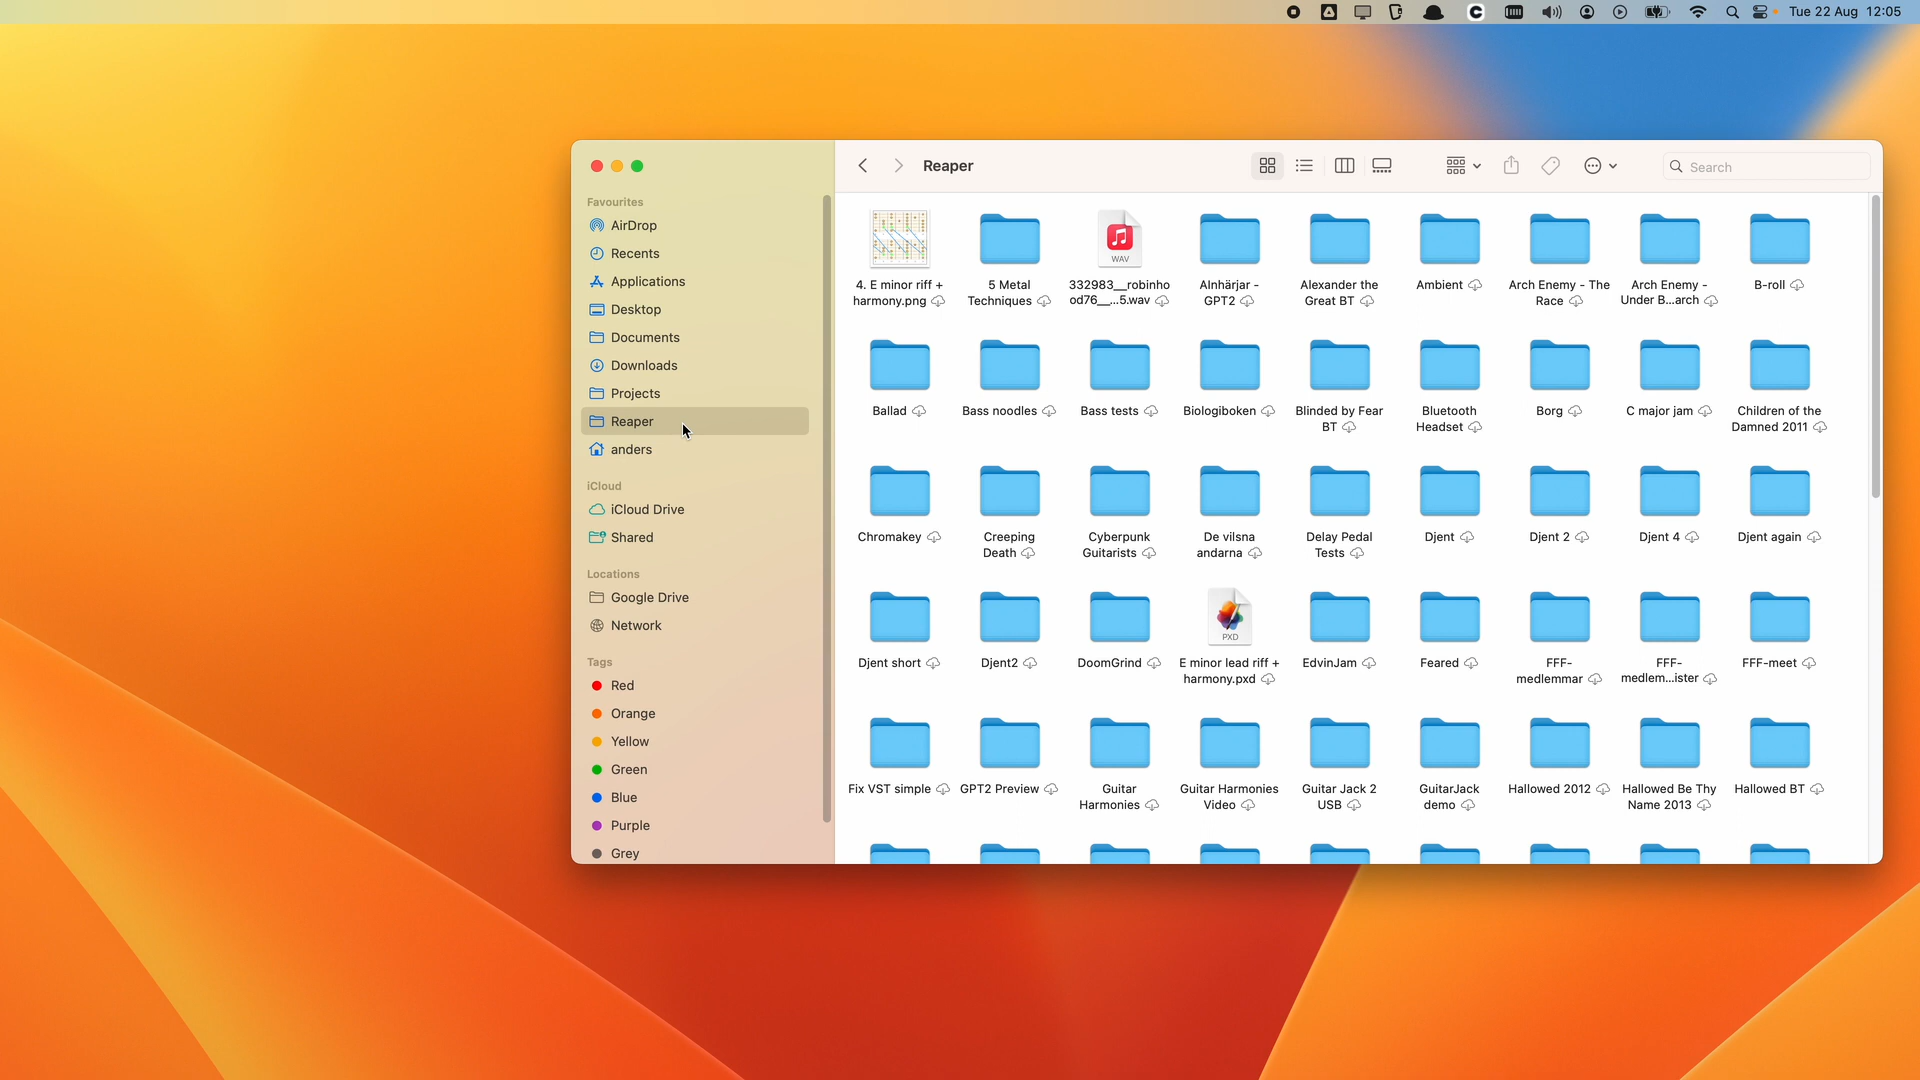 Tue 22 Aug 12:05
Reaper
Search
Favourites
AirDrop
Recents
Applications
Desktop
Documents
Downloads
Projects
Reaper
anders
iCloud
iCloud Drive
Shared
Locations
Google Drive
Network
Tags
Red
Orange
Yellow
Green
Blue
Purple
Grey
WAV
4. E minor riff +
harmony.png
5 Metal
Techniques
332983__robinho
od76__...5.wav
Alnhärjar -
GPT2
Alexander the
Great BT
Ambient
Arch Enemy - The
Race
Arch Enemy -
Under B...arch
B-roll
Ballad
Bass noodles
Bass tests
Biologiboken
Blinded by Fear
BT
Bluetooth
Headset
Borg
C major jam
Children of the
Damned 2011
Chromakey
Creeping
Death
Cyberpunk
Guitarists
De vilsna
andarna
Delay Pedal
Tests
Djent
Djent 2
Djent 4
Djent again
PXD
Djent short
Djent2
DoomGrind
E minor lead riff +
harmony.pxd
EdvinJam
Feared
FFF-
medlemmar
FFF-
medlem...ister
FFF-meet
Fix VST simple
GPT2 Preview
Guitar
Harmonies
Guitar Harmonies
Video
Guitar Jack 2
USB
GuitarJack
demo
Hallowed 2012
Hallowed Be Thy
Name 2013
Hallowed BT